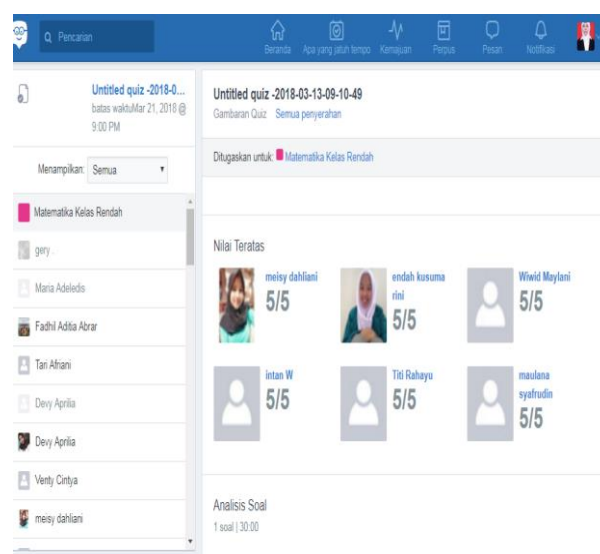 Pencarian
Beranda
Apa yang jatuh tempo
Kemajuan
Perpus
Pesan
Notifikasi
Untitled quiz -2018-0...
batas waktuMar 21, 2018 @
9:00 PM
Menampilkan: Semua
Matematika Kelas Rendah
gery .
Maria Adeledis
Fadhil Aditia Abrar
Tari Afriani
Devy Aprilia
Devy Aprilia
Venty Cintya
meisy dahliani
Untitled quiz -2018-03-13-09-10-49
Gambaran Quiz Semua penyerahan
Ditugaskan untuk: Matematika Kelas Rendah
Nilai Teratas
meisy dahliani
5/5
endah kusuma
rini
5/5
Wiwid Maylani
5/5
intan W
5/5
Titi Rahayu
5/5
maulana
syafrudin
5/5
Analisis Soal
1 soal | 30:00